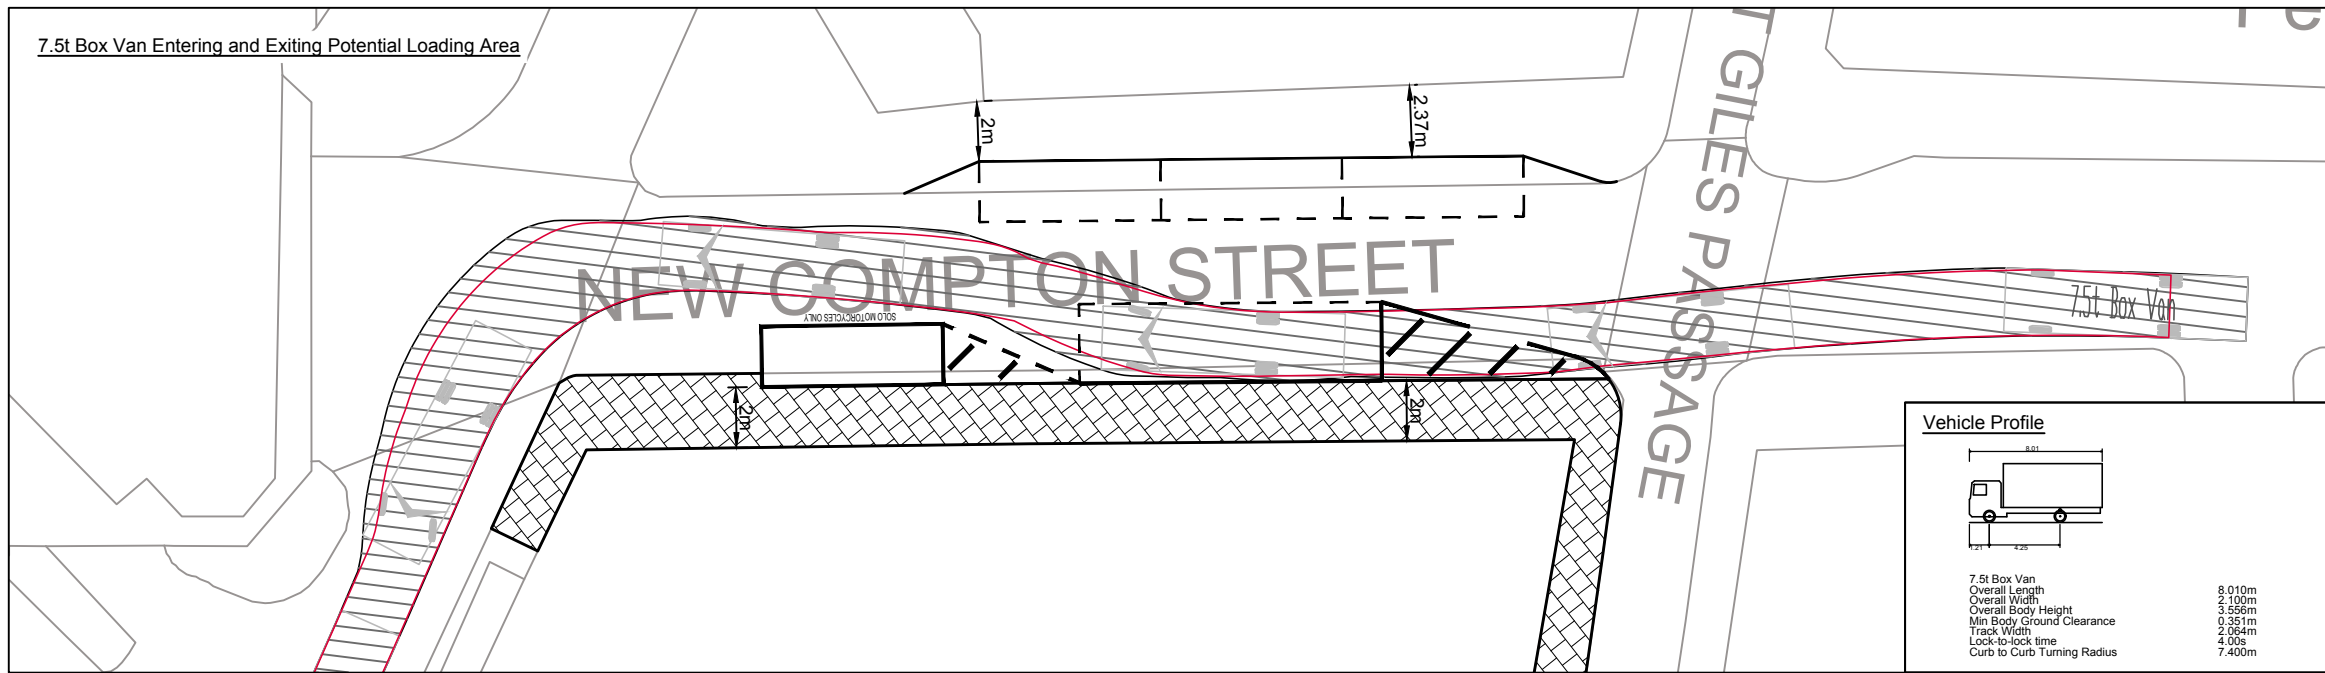 7.5t Box Van Entering and Exiting Potential Loading Area
2m
2.37m
T GILES PASSAGE
NEW COMPTON STREET
SOLO MOTORCYCLES ONLY
7.5t Box Van
2m
2m
Vehicle Profile
8.01
1.21
4.25
7.5t Box Van
Overall Length 8.010m
Overall Width 2.100m
Overall Body Height 3.556m
Min Body Ground Clearance 0.351m
Track Width 2.064m
Lock-to-lock time 4.00s
Curb to Curb Turning Radius 7.400m